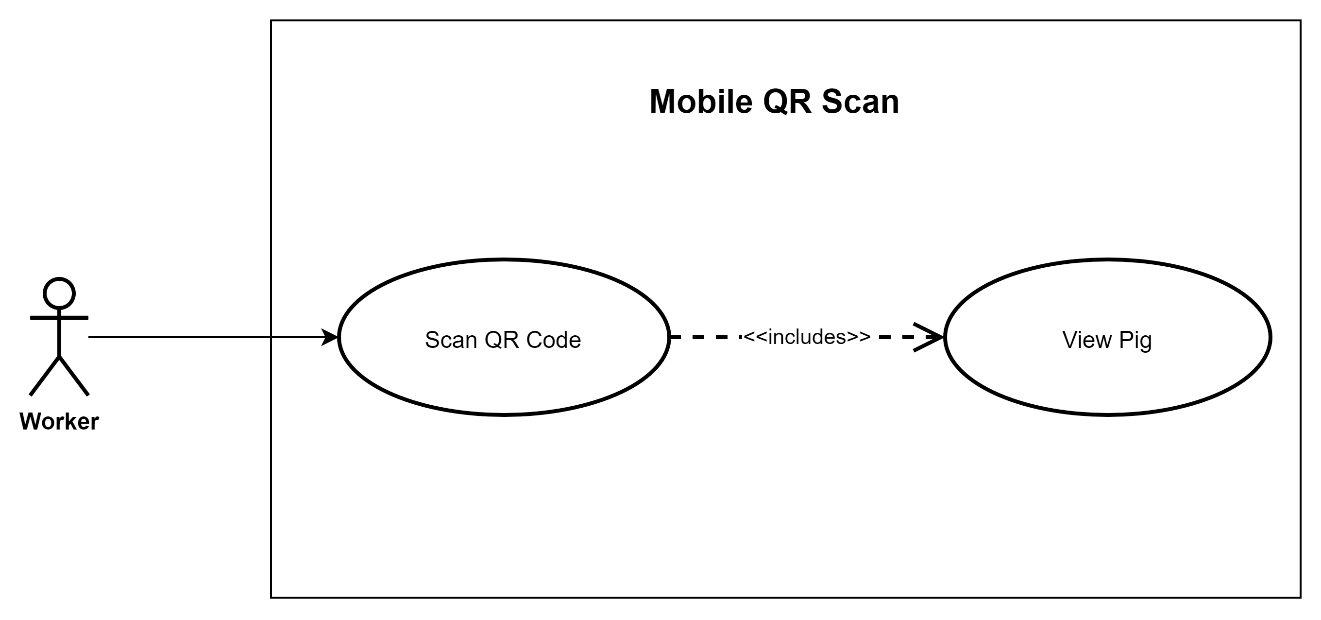 Mobile QR Scan
Scan QR Code
<<includes>>
View Pig
Worker